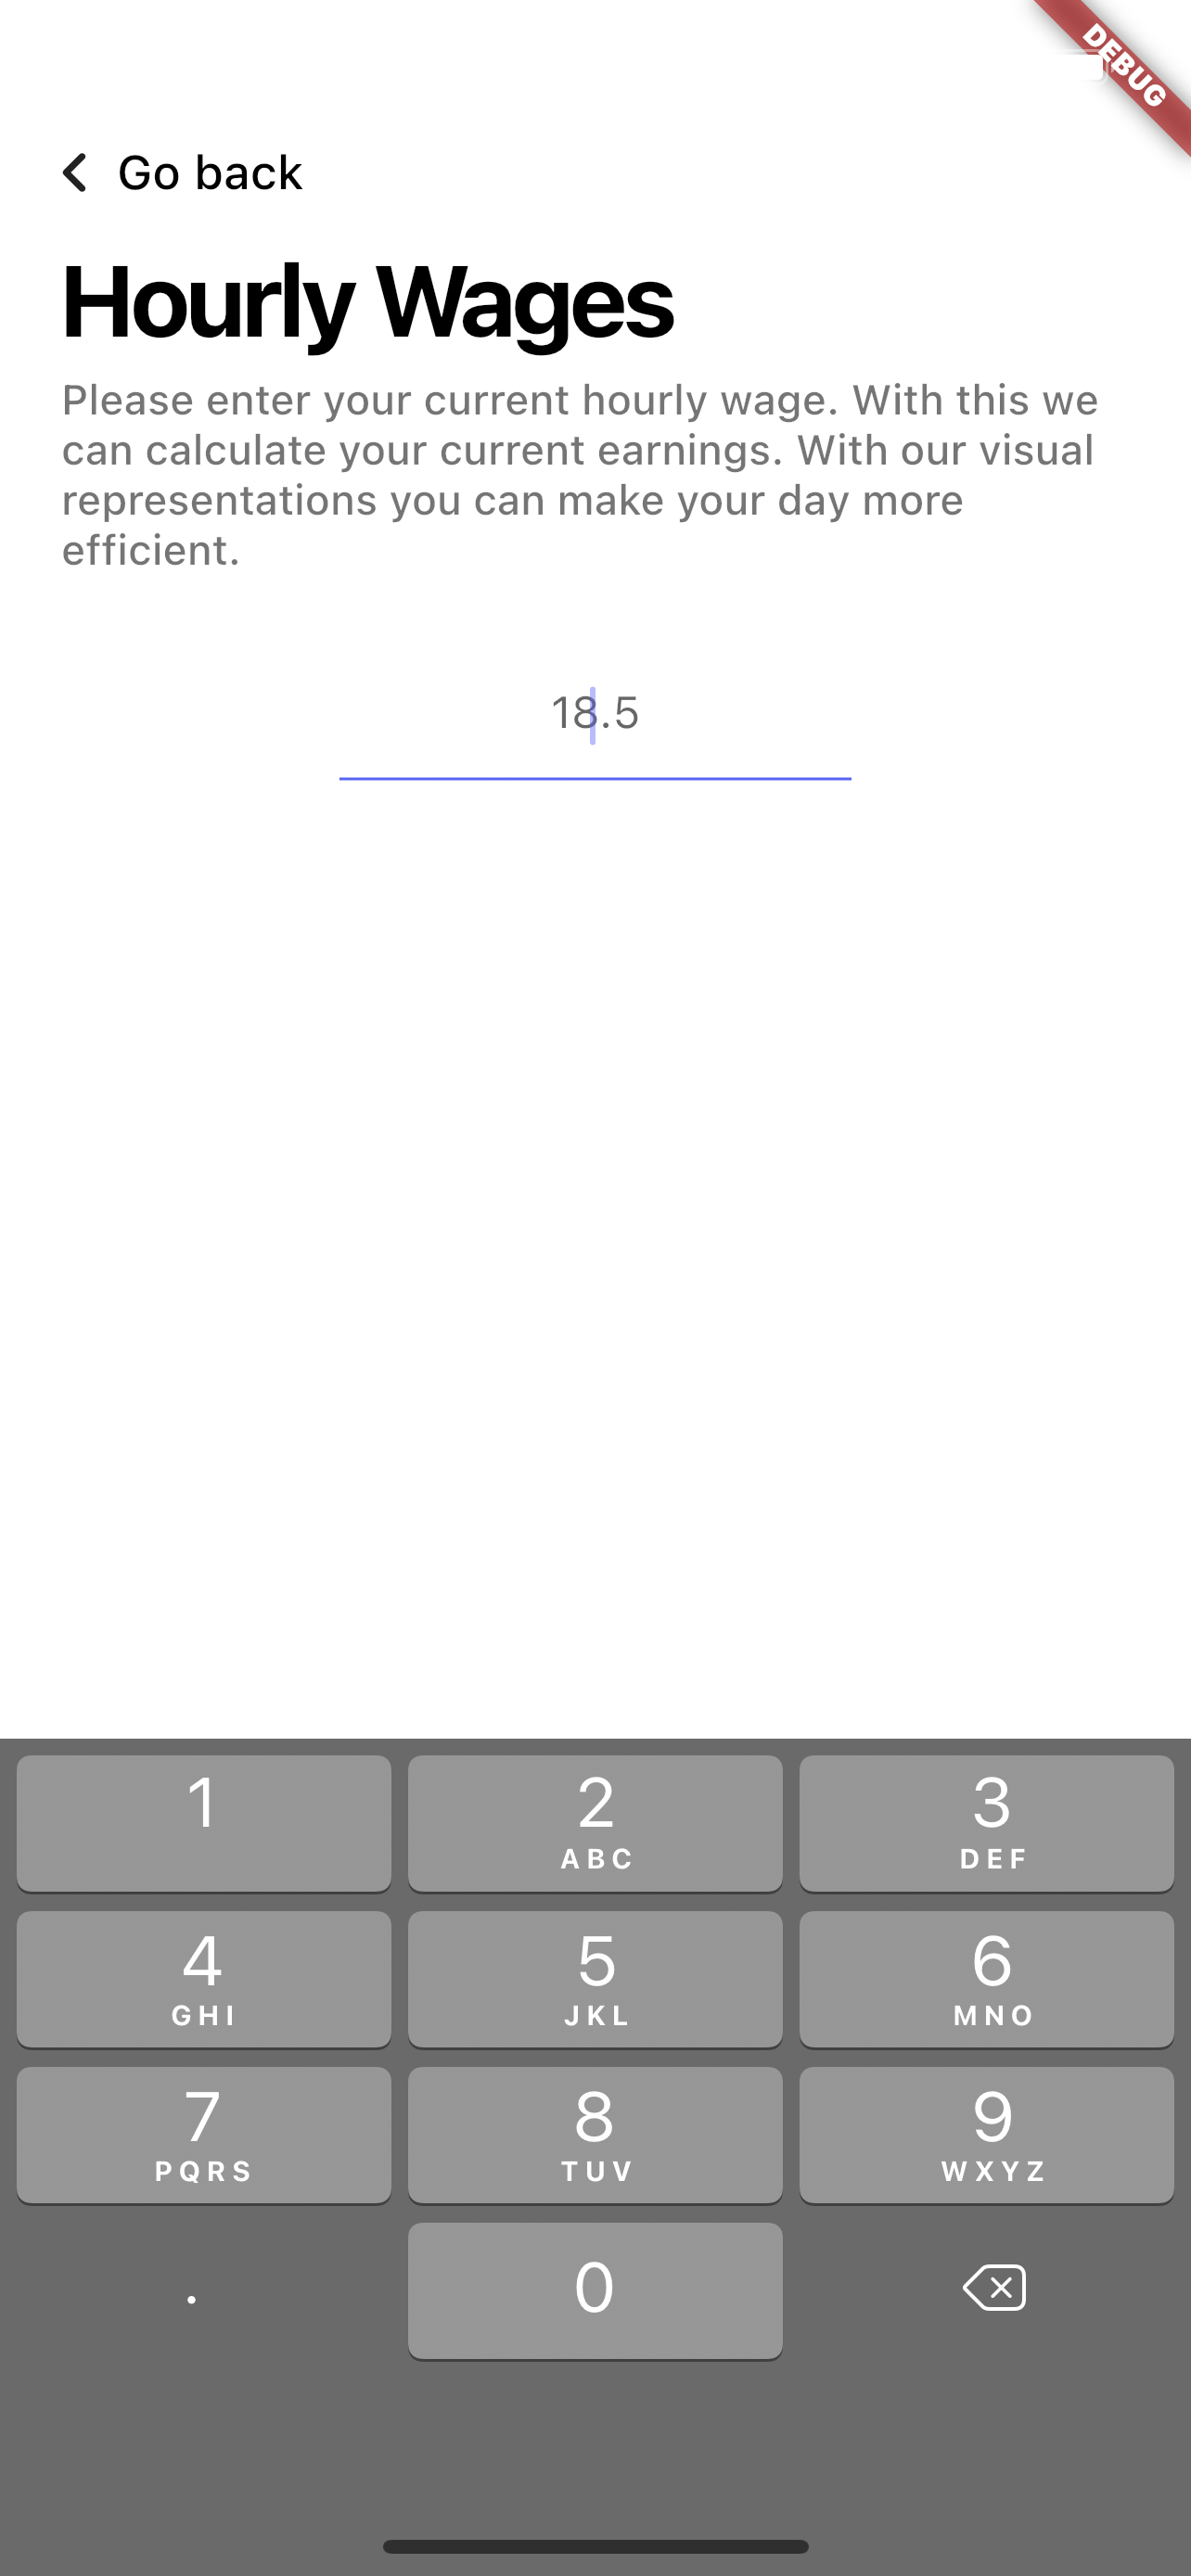 DEBUG
Go back
Hourly Wages
Please enter your current hourly wage. With this we
can calculate your current earnings. With our visual
representations you can make your day more
efficient.
18.5
1
2
3
ABC
DEF
4
5
6
GHI
JKL
MNO
7
8
9
PQRS
TUV
WXYZ
.
0